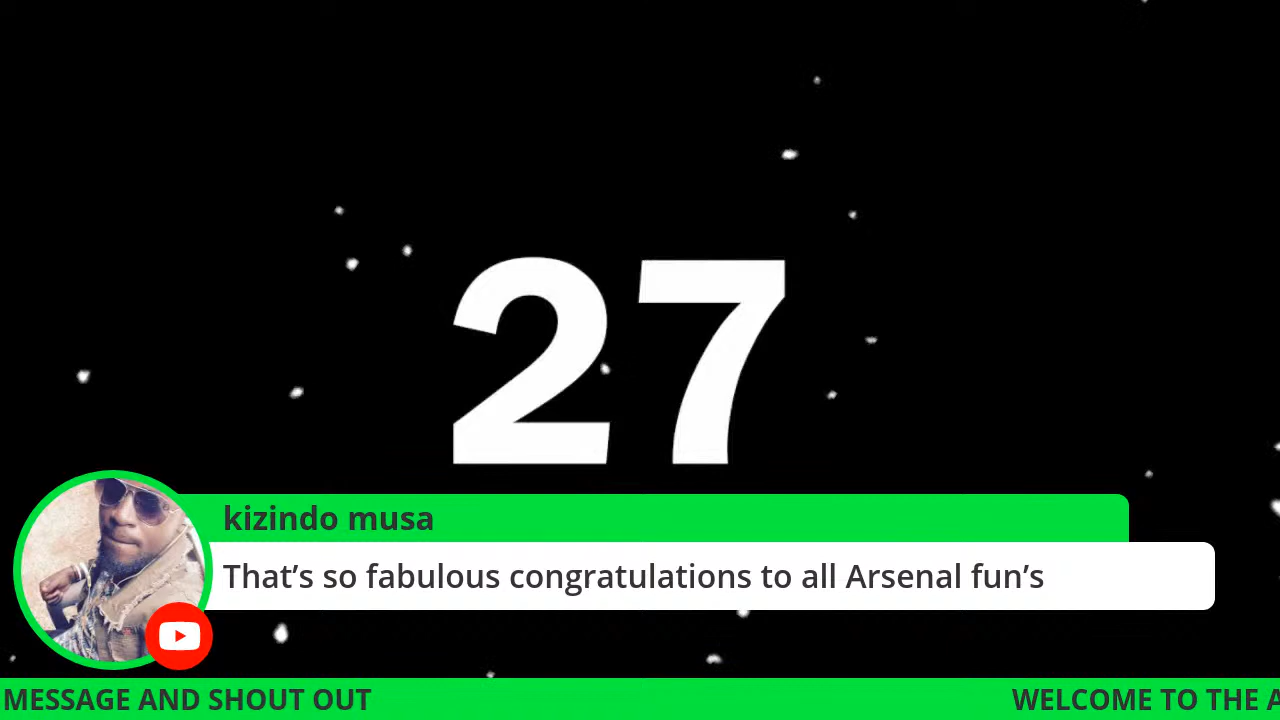 27
kizindo musa
That’s so fabulous congratulations to all Arsenal fun’s
MESSAGE AND SHOUT OUT WELCOME TO THE A